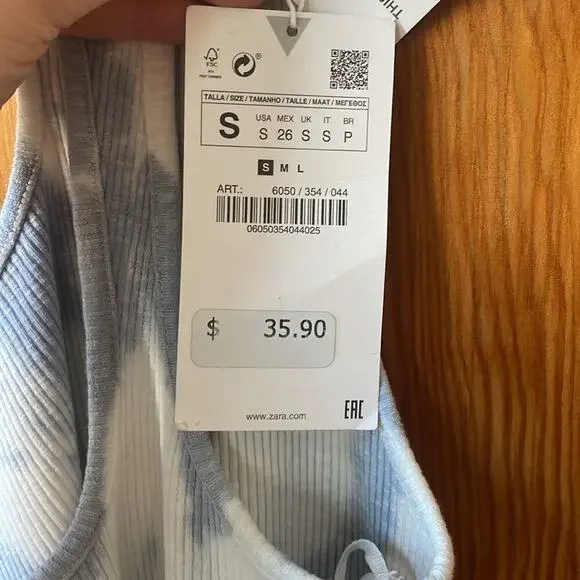 THIS
FSC
®
TALLA / SIZE / TAMANHO / TAILLE / MAAT / ΜΕΓΕΘΟΣ
S
USA MEX UK IT BR
S 26 S S P
S M L
ART.: 6050 / 354 / 044
06050354044025
$ 35.90
www.zara.com
EAC